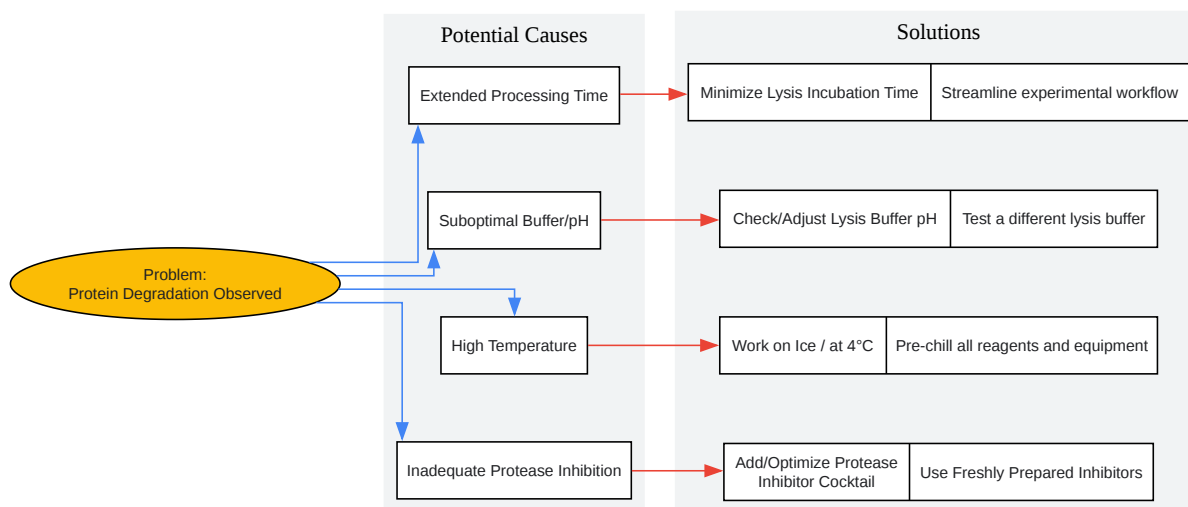 Potential Causes
Solutions
Extended Processing Time
Minimize Lysis Incubation Time
Streamline experimental workflow
Suboptimal Buffer/pH
Check/Adjust Lysis Buffer pH
Test a different lysis buffer
Problem:
Protein Degradation Observed
High Temperature
Work on Ice / at 4°C
Pre-chill all reagents and equipment
Inadequate Protease Inhibition
Add/Optimize Protease
Inhibitor Cocktail
Use Freshly Prepared Inhibitors